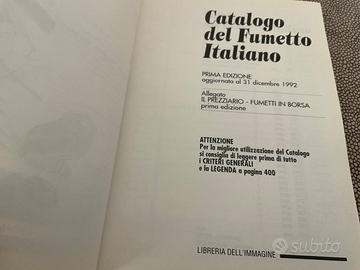 Catalogo
del Fumetto
Italiano
PRIMA EDIZIONE
aggiornata al 31 dicembre 1992
Allegato
IL PREZZIARIO - FUMETTI IN BORSA
prima edizione
ATTENZIONE
Per la migliore utilizzazione del Catalogo
si consiglia di leggere prima di tutto
i CRITERI GENERALI
e la LEGENDA a pagina 400
LIBRERIA DELL'IMMAGINE
subito